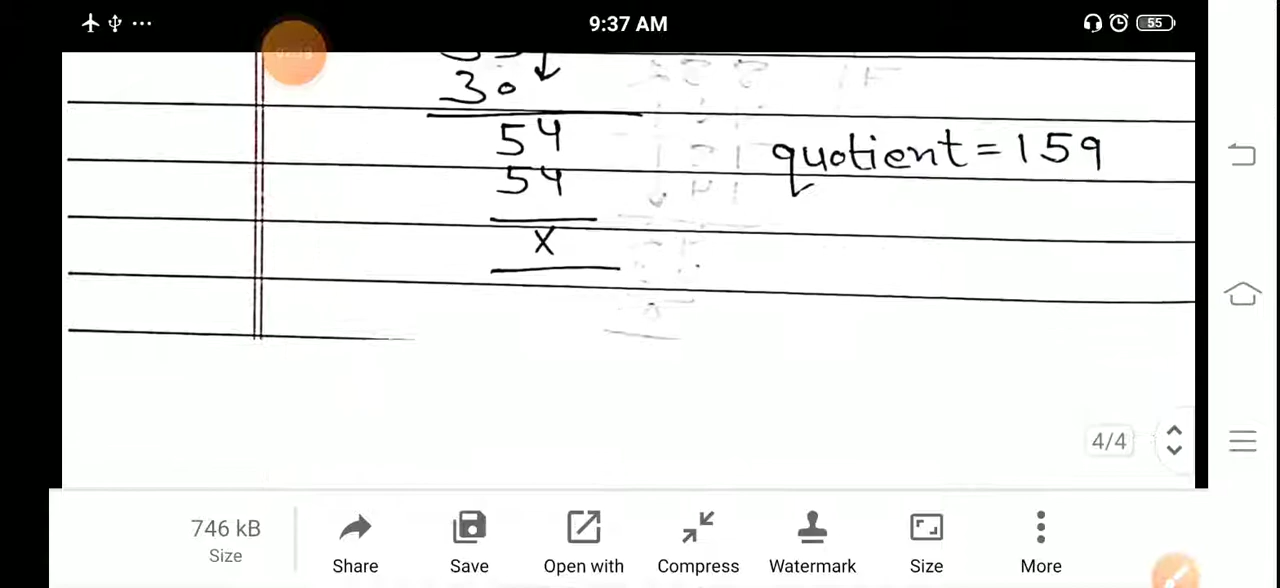 9:37 AM
55
30
54
quotient = 159
54
x
4/4
746 kB
Size
Share
Save
Open with
Compress
Watermark
Size
More